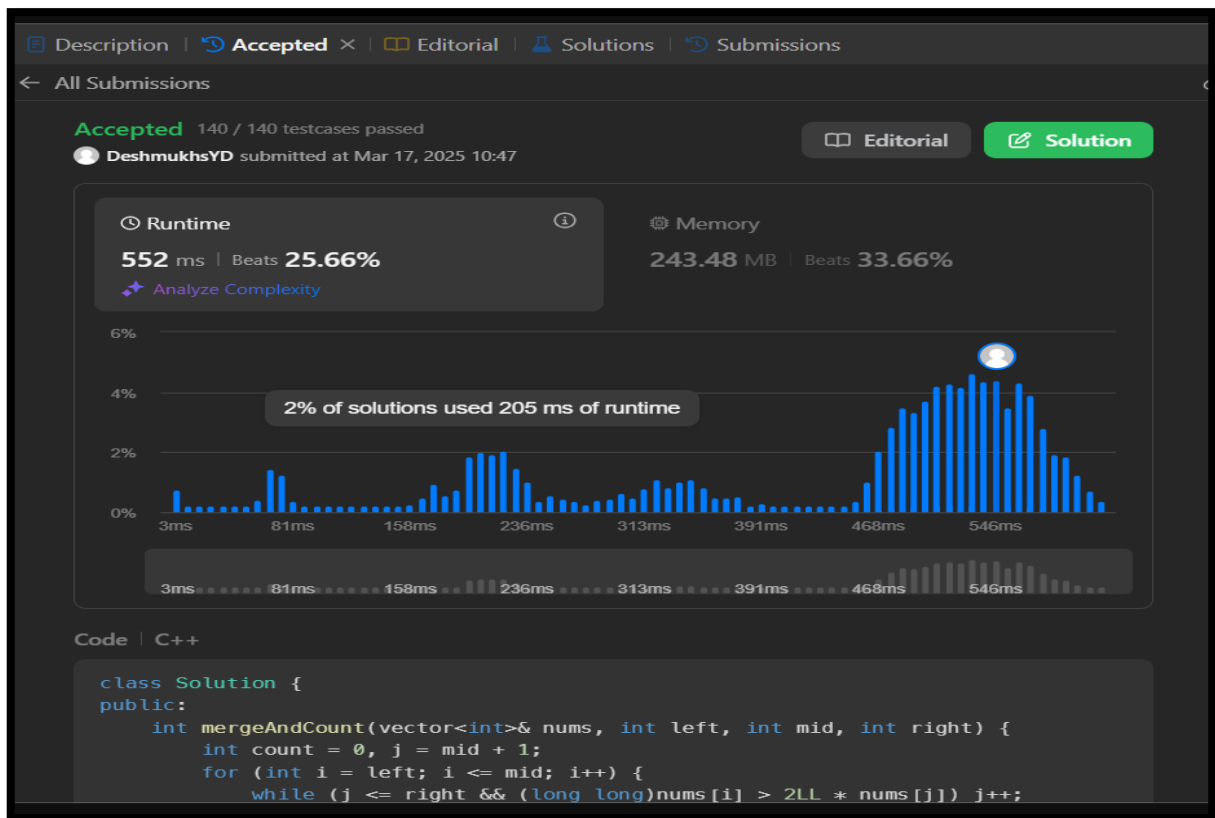 Description Accepted Editorial Solutions Submissions
All Submissions
Accepted 140 / 140 testcases passed
DeshmukhsYD submitted at Mar 17, 2025 10:47
Editorial Solution
Runtime Memory
552 ms | Beats 25.66% 243.48 MB | Beats 33.66%
Analyze Complexity
6%
4%
2% of solutions used 205 ms of runtime
2%
0%
3ms 81ms 158ms 236ms 313ms 391ms 468ms 546ms
3ms 81ms 158ms 236ms 313ms 391ms 468ms 546ms
Code | C++
class Solution {
public:
    int mergeAndCount(vector<int>& nums, int left, int mid, int right) {
        int count = 0, j = mid + 1;
        for (int i = left; i <= mid; i++) {
            while (j <= right && (long long)nums[i] > 2LL * nums[j]) j++;